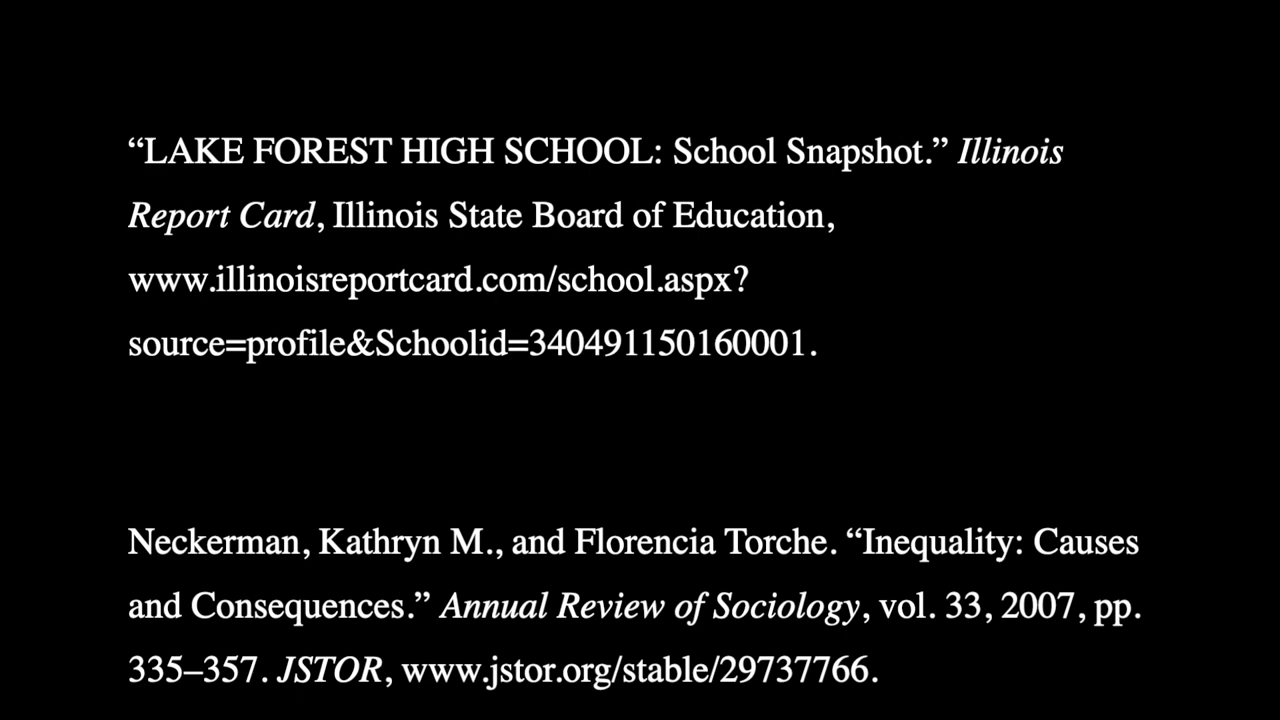 “LAKE FOREST HIGH SCHOOL: School Snapshot.” Illinois
Report Card, Illinois State Board of Education,
www.illinoisreportcard.com/school.aspx?
source=profile&Schoolid=340491150160001.
Neckerman, Kathryn M., and Florencia Torche. “Inequality: Causes
and Consequences.” Annual Review of Sociology, vol. 33, 2007, pp.
335–357. JSTOR, www.jstor.org/stable/29737766.